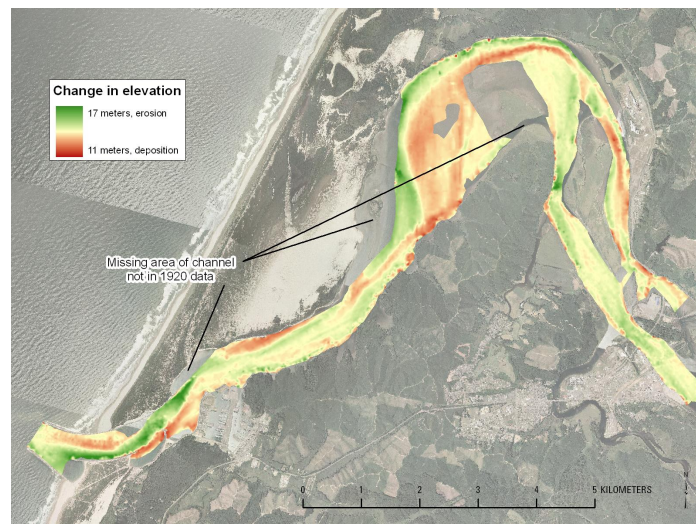 Change in elevation
17 meters, erosion
11 meters, deposition
Missing area of channel
not in 1920 data
0 1 2 3 4 5 KILOMETERS
N